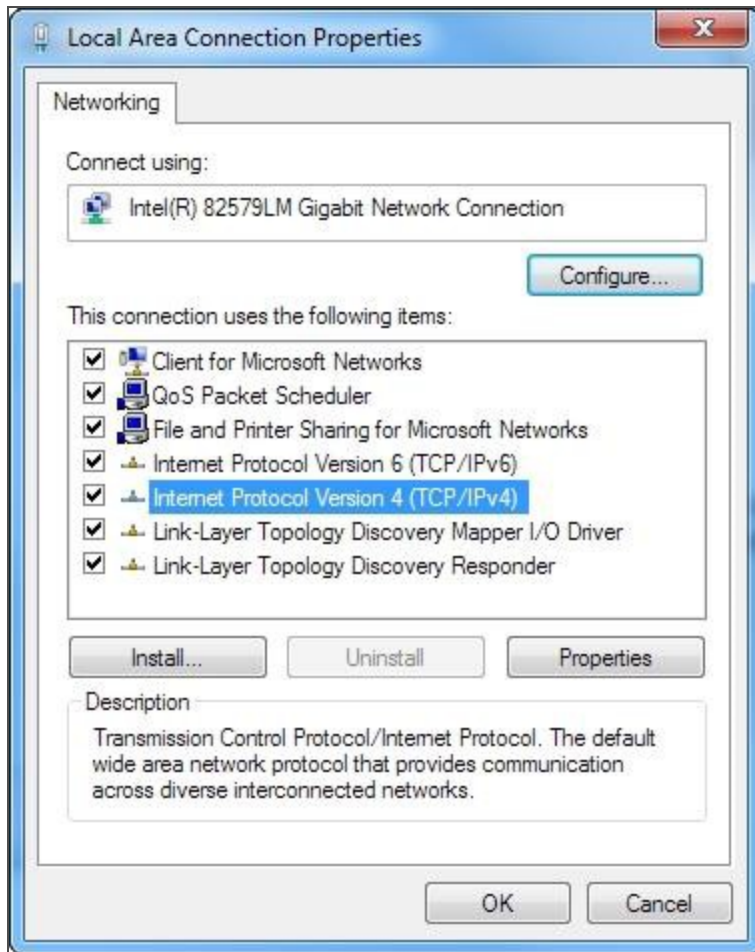 Local Area Connection Properties
Networking
Connect using:
Intel(R) 82579LM Gigabit Network Connection
Configure...
This connection uses the following items:
Client for Microsoft Networks
QoS Packet Scheduler
File and Printer Sharing for Microsoft Networks
Internet Protocol Version 6 (TCP/IPv6)
Internet Protocol Version 4 (TCP/IPv4)
Link-Layer Topology Discovery Mapper I/O Driver
Link-Layer Topology Discovery Responder
Install...
Uninstall
Properties
Description
Transmission Control Protocol/Internet Protocol. The default
wide area network protocol that provides communication
across diverse interconnected networks.
OK
Cancel